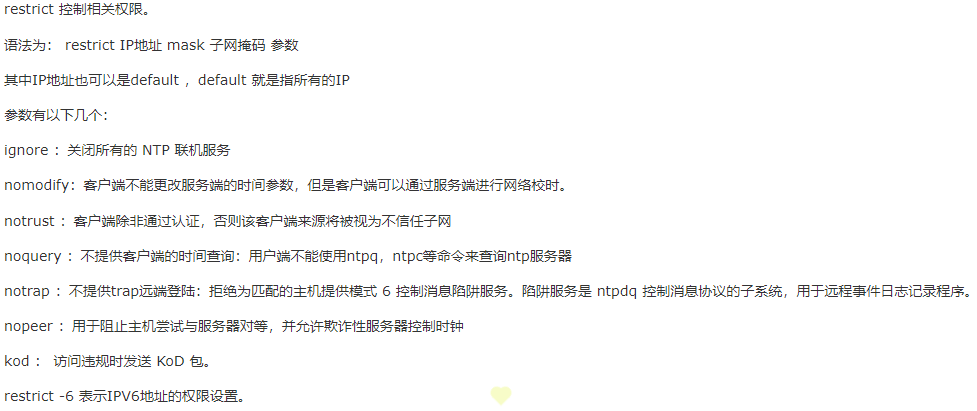 restrict 控制相关权限。
语法为： restrict IP地址 mask 子网掩码 参数
其中IP地址也可以是default ，default 就是指所有的IP
参数有以下几个：
ignore ：关闭所有的 NTP 联机服务
nomodify：客户端不能更改服务端的时间参数，但是客户端可以通过服务端进行网络校时。
notrust ：客户端除非通过认证，否则该客户端来源将被视为不信任子网
noquery ：不提供客户端的时间查询：用户端不能使用ntpq，ntpc等命令来查询ntp服务器
notrap ：不提供trap远端登陆：拒绝为匹配的主机提供模式 6 控制消息陷阱服务。陷阱服务是 ntpdq 控制消息协议的子系统，用于远程事件日志记录程序。
nopeer ：用于阻止主机尝试与服务器对等，并允许欺诈性服务器控制时钟
kod ： 访问违规时发送 KoD 包。
restrict -6 表示IPV6地址的权限设置。